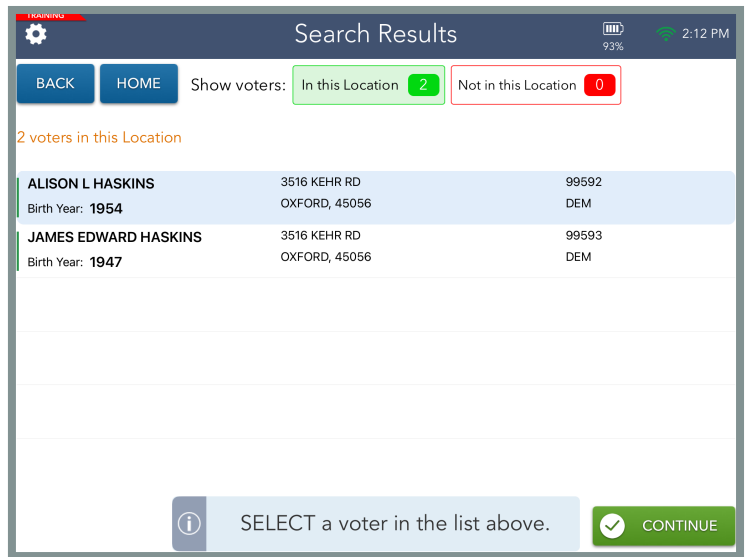 TRAINING
Search Results
93%
2:12 PM
BACK
HOME
Show voters:
In this Location 2
Not in this Location 0
2 voters in this Location
ALISON L HASKINS 3516 KEHR RD 99592
Birth Year: 1954 OXFORD, 45056 DEM
JAMES EDWARD HASKINS 3516 KEHR RD 99593
Birth Year: 1947 OXFORD, 45056 DEM
SELECT a voter in the list above.
CONTINUE